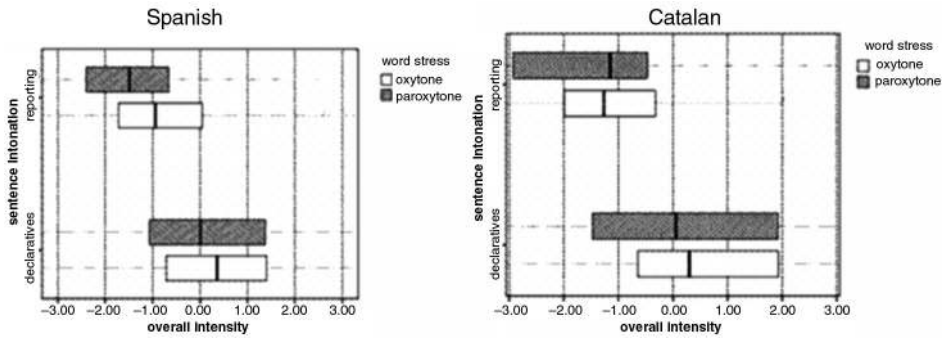 Spanish
word stress
oxytone
paroxytone
sentence intonation
reporting
declaratives
−3.00 −2.00 −1.00 0.00 1.00 2.00 3.00
overall intensity
Catalan
word stress
oxytone
paroxytone
sentence intonation
reporting
declaratives
−3.00 −2.00 −1.00 0.00 1.00 2.00 3.00
overall intensity